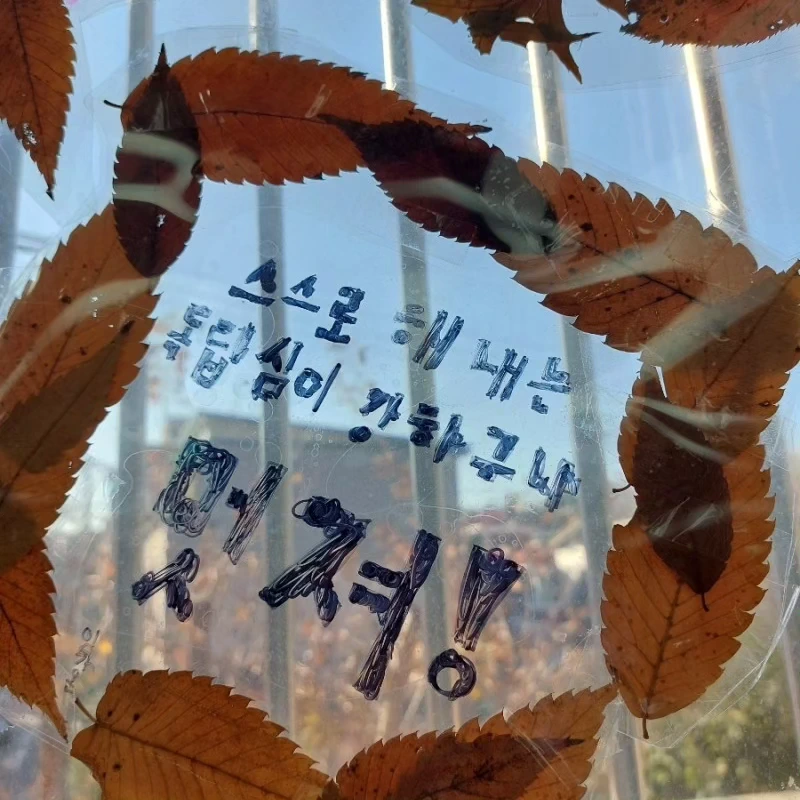 스스로 해 내는
독립심이 강하구나
멋져!